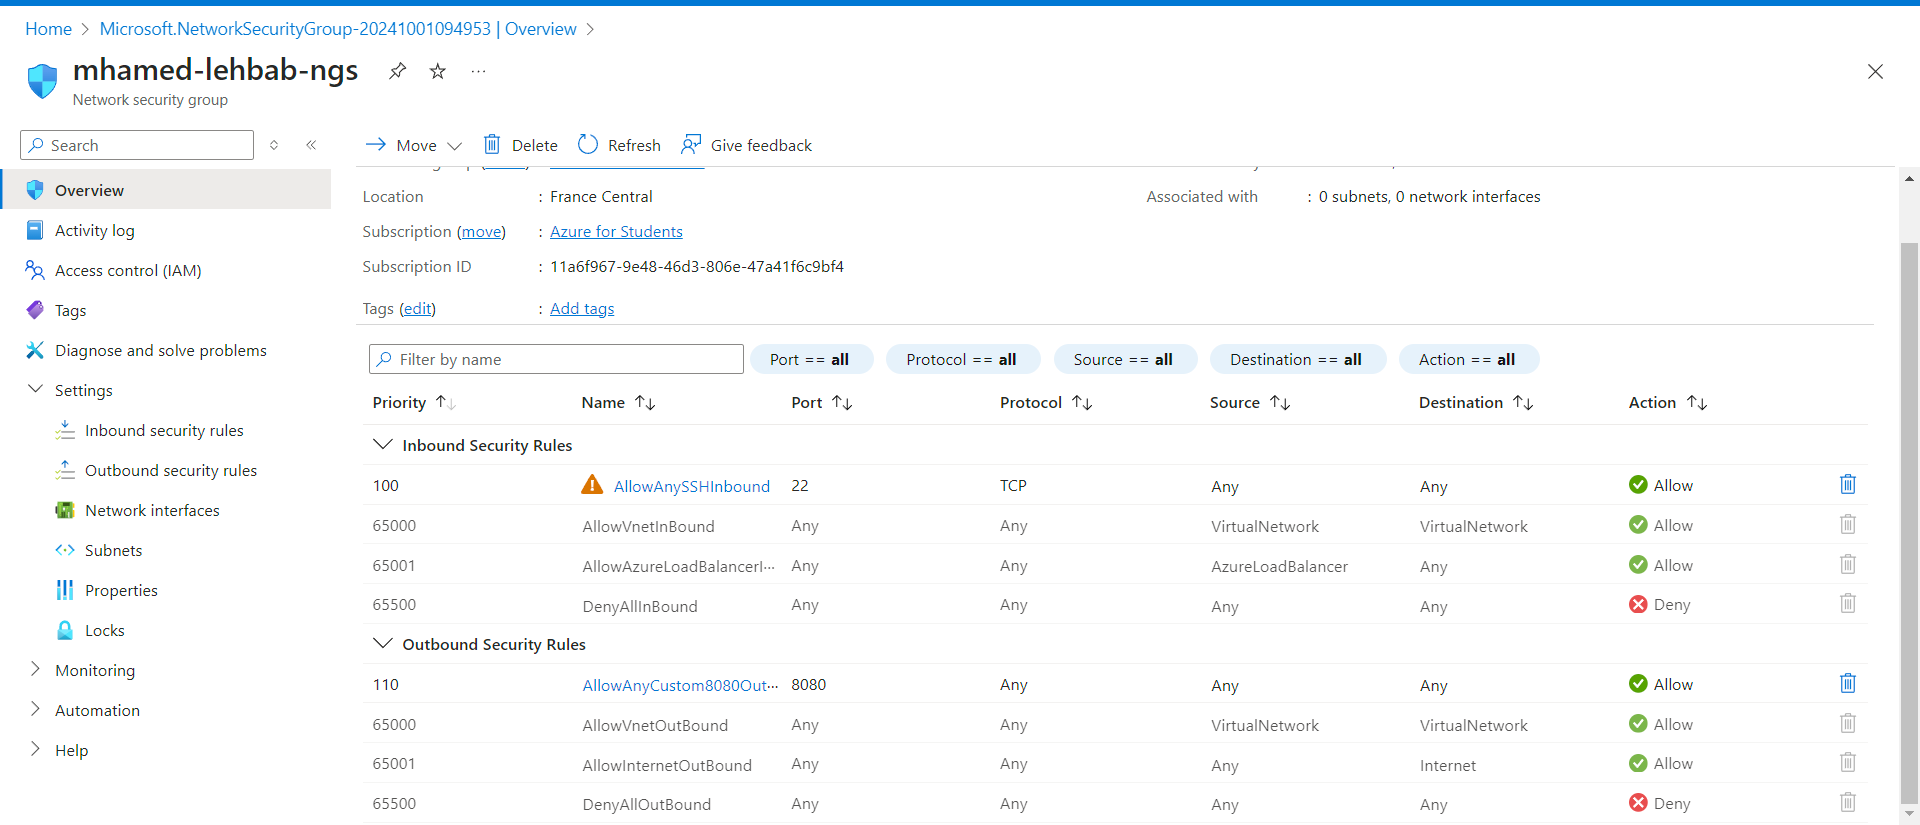 Home > Microsoft.NetworkSecurityGroup-20241001094953 | Overview >
mhamed-lehbab-ngs
Network security group
Search
Move Delete Refresh Give feedback
Overview
Activity log
Access control (IAM)
Tags
Diagnose and solve problems
Settings
Inbound security rules
Outbound security rules
Network interfaces
Subnets
Properties
Locks
Monitoring
Automation
Help
Location : France Central
Associated with : 0 subnets, 0 network interfaces
Subscription (move) : Azure for Students
Subscription ID : 11a6f967-9e48-46d3-806e-47a41f6c9bf4
Tags (edit) : Add tags
Filter by name Port == all Protocol == all Source == all Destination == all Action == all
Priority Name Port Protocol Source Destination Action
Inbound Security Rules
100 AllowAnySSHInbound 22 TCP Any Any Allow
65000 AllowVnetInBound Any Any VirtualNetwork VirtualNetwork Allow
65001 AllowAzureLoadBalancerI... Any Any AzureLoadBalancer Any Allow
65500 DenyAllInBound Any Any Any Any Deny
Outbound Security Rules
110 AllowAnyCustom8080Out... 8080 Any Any Any Allow
65000 AllowVnetOutBound Any Any VirtualNetwork VirtualNetwork Allow
65001 AllowInternetOutBound Any Any Any Internet Allow
65500 DenyAllOutBound Any Any Any Any Deny